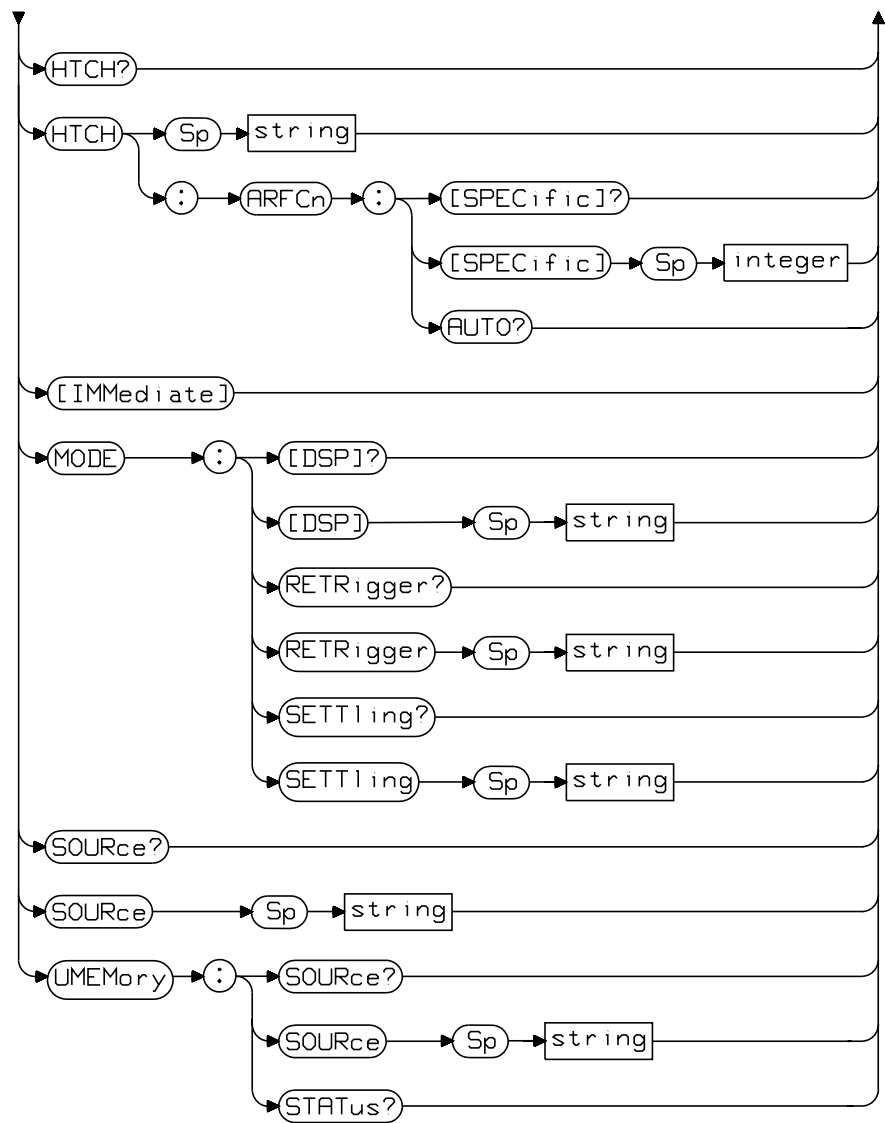 HTCH?
HTCH Sp string
: ARFCn : [SPECific]?
[SPECific] Sp integer
AUTO?
[IMMediate]
MODE : [DSP]?
[DSP] Sp string
RETRigger?
RETRigger Sp string
SETTling?
SETTling Sp string
SOURce?
SOURce Sp string
UMEMory : SOURce?
SOURce Sp string
STATus?